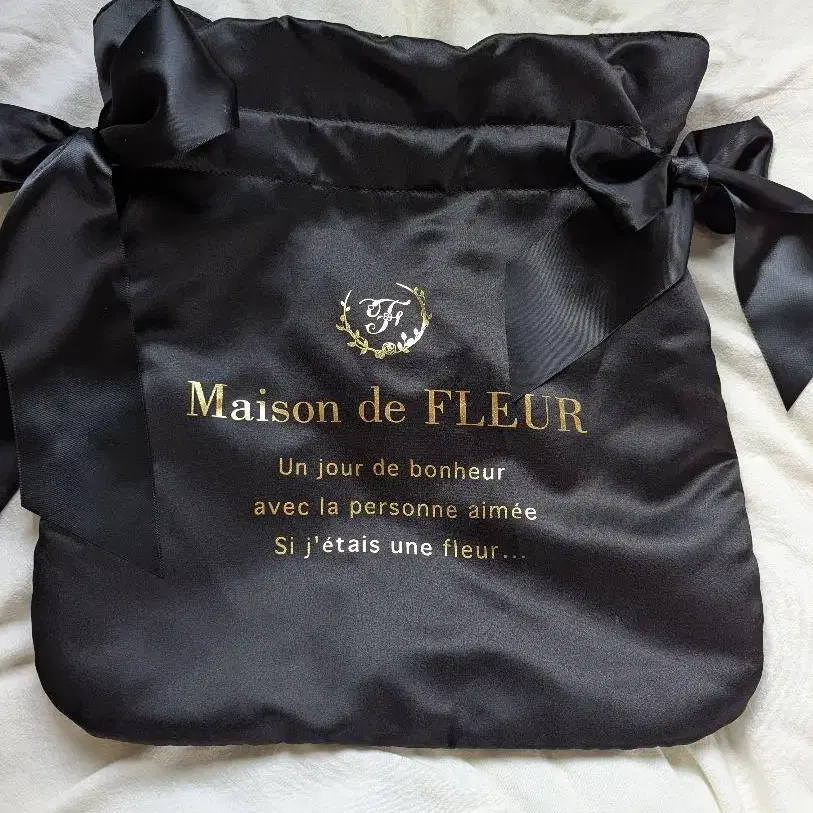 Maison de FLEUR
Un jour de bonheur
avec la personne aimée
Si j'étais une fleur...